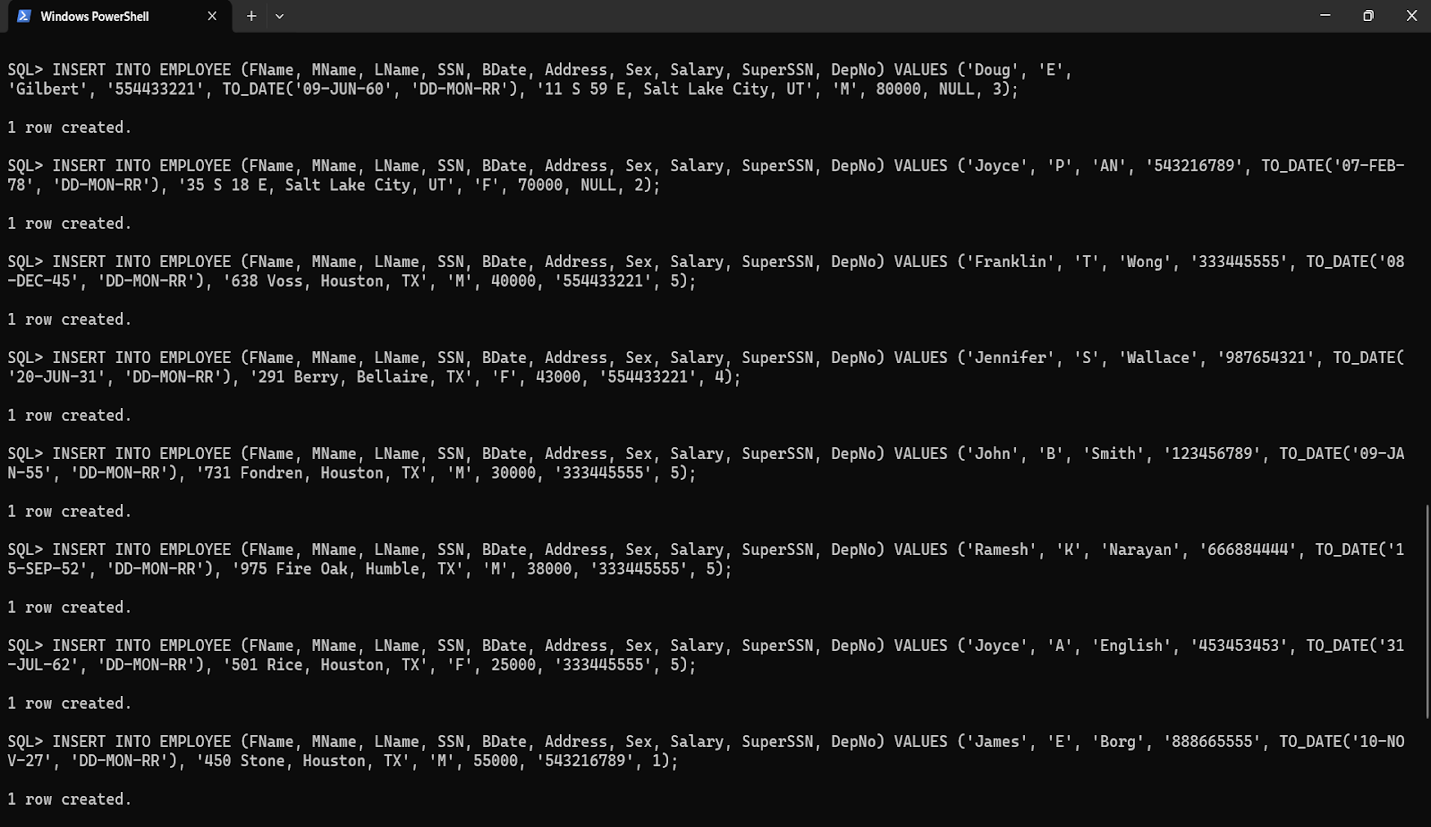 Windows PowerShell
SQL> INSERT INTO EMPLOYEE (FName, MName, LName, SSN, BDate, Address, Sex, Salary, SuperSSN, DepNo) VALUES ('Doug', 'E',
'Gilbert', '554433221', TO_DATE('09-JUN-60', 'DD-MON-RR'), '11 S 59 E, Salt Lake City, UT', 'M', 80000, NULL, 3);
1 row created.
SQL> INSERT INTO EMPLOYEE (FName, MName, LName, SSN, BDate, Address, Sex, Salary, SuperSSN, DepNo) VALUES ('Joyce', 'P', 'AN', '543216789', TO_DATE('07-FEB-
78', 'DD-MON-RR'), '35 S 18 E, Salt Lake City, UT', 'F', 70000, NULL, 2);
1 row created.
SQL> INSERT INTO EMPLOYEE (FName, MName, LName, SSN, BDate, Address, Sex, Salary, SuperSSN, DepNo) VALUES ('Franklin', 'T', 'Wong', '333445555', TO_DATE('08
-DEC-45', 'DD-MON-RR'), '638 Voss, Houston, TX', 'M', 40000, '554433221', 5);
1 row created.
SQL> INSERT INTO EMPLOYEE (FName, MName, LName, SSN, BDate, Address, Sex, Salary, SuperSSN, DepNo) VALUES ('Jennifer', 'S', 'Wallace', '987654321', TO_DATE(
'20-JUN-31', 'DD-MON-RR'), '291 Berry, Bellaire, TX', 'F', 43000, '554433221', 4);
1 row created.
SQL> INSERT INTO EMPLOYEE (FName, MName, LName, SSN, BDate, Address, Sex, Salary, SuperSSN, DepNo) VALUES ('John', 'B', 'Smith', '123456789', TO_DATE('09-JA
N-55', 'DD-MON-RR'), '731 Fondren, Houston, TX', 'M', 30000, '333445555', 5);
1 row created.
SQL> INSERT INTO EMPLOYEE (FName, MName, LName, SSN, BDate, Address, Sex, Salary, SuperSSN, DepNo) VALUES ('Ramesh', 'K', 'Narayan', '666884444', TO_DATE('1
5-SEP-52', 'DD-MON-RR'), '975 Fire Oak, Humble, TX', 'M', 38000, '333445555', 5);
1 row created.
SQL> INSERT INTO EMPLOYEE (FName, MName, LName, SSN, BDate, Address, Sex, Salary, SuperSSN, DepNo) VALUES ('Joyce', 'A', 'English', '453453453', TO_DATE('31
-JUL-62', 'DD-MON-RR'), '501 Rice, Houston, TX', 'F', 25000, '333445555', 5);
1 row created.
SQL> INSERT INTO EMPLOYEE (FName, MName, LName, SSN, BDate, Address, Sex, Salary, SuperSSN, DepNo) VALUES ('James', 'E', 'Borg', '888665555', TO_DATE('10-NO
V-27', 'DD-MON-RR'), '450 Stone, Houston, TX', 'M', 55000, '543216789', 1);
1 row created.